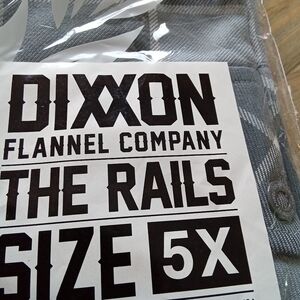 DIXXON
FLANNEL COMPANY
THE RAILS
SIZE 5X